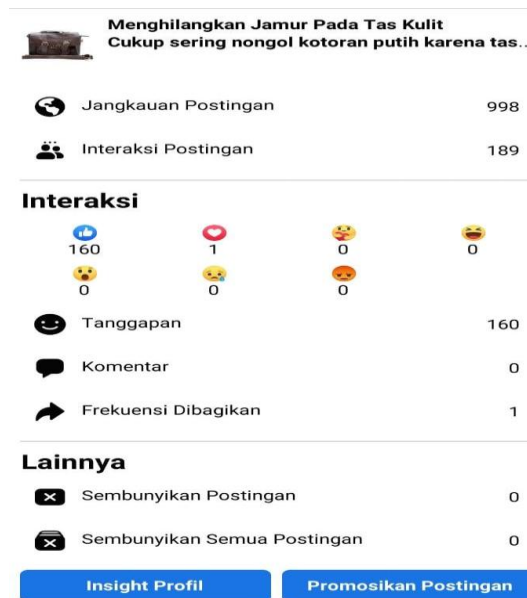 Menghilangkan Jamur Pada Tas Kulit
Cukup sering nongol kotoran putih karena tas..
Jangkauan Postingan 998
Interaksi Postingan 189
Interaksi
160 1 0 0
0 0 0
Tanggapan 160
Komentar 0
Frekuensi Dibagikan 1
Lainnya
Sembunyikan Postingan 0
Sembunyikan Semua Postingan 0
Insight Profil Promosikan Postingan